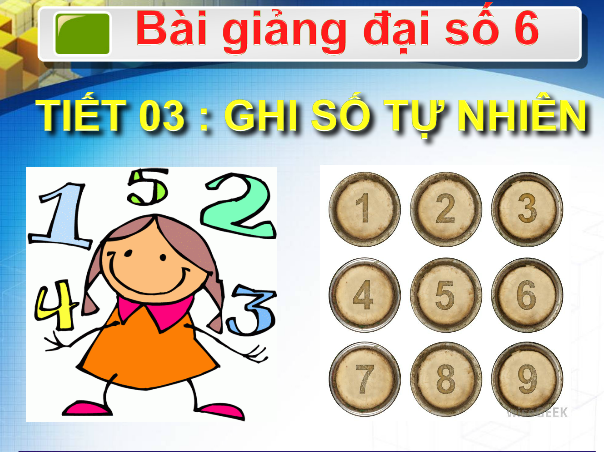 Bài giảng đại số 6
TIẾT 03 : GHI SỐ TỰ NHIÊN
1 5 2
4 3
1 2 3
4 5 6
7 8 9